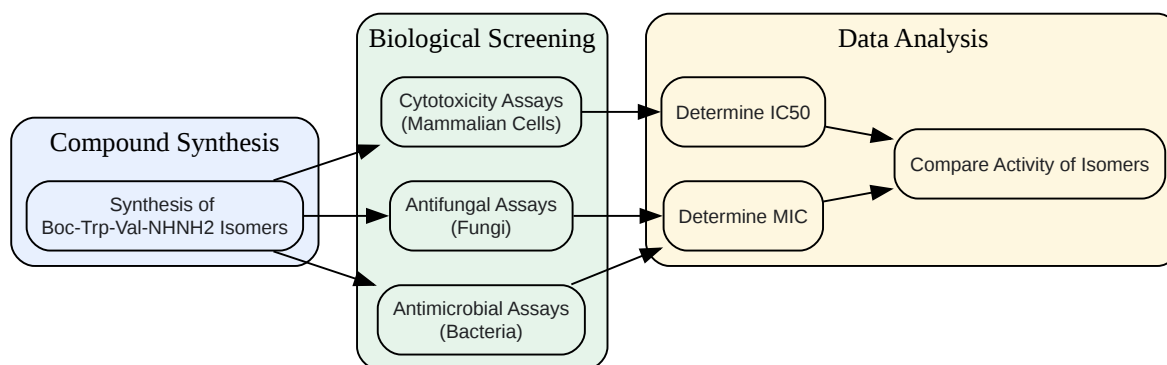 Compound Synthesis
Synthesis of
Boc-Trp-Val-NHNH2 Isomers
Biological Screening
Cytotoxicity Assays
(Mammalian Cells)
Antifungal Assays
(Fungi)
Antimicrobial Assays
(Bacteria)
Data Analysis
Determine IC50
Determine MIC
Compare Activity of Isomers